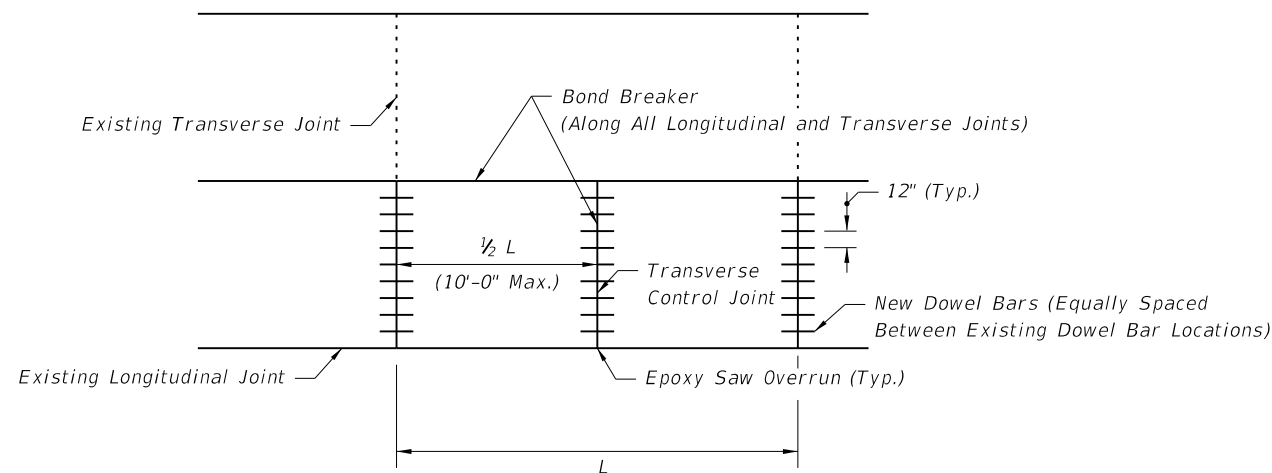 Bond Breaker
(Along All Longitudinal and Transverse Joints)
Existing Transverse Joint
12" (Typ.)
½ L
(10'-0" Max.)
Transverse
Control Joint
New Dowel Bars (Equally Spaced
Between Existing Dowel Bar Locations)
Existing Longitudinal Joint
Epoxy Saw Overrun (Typ.)
L